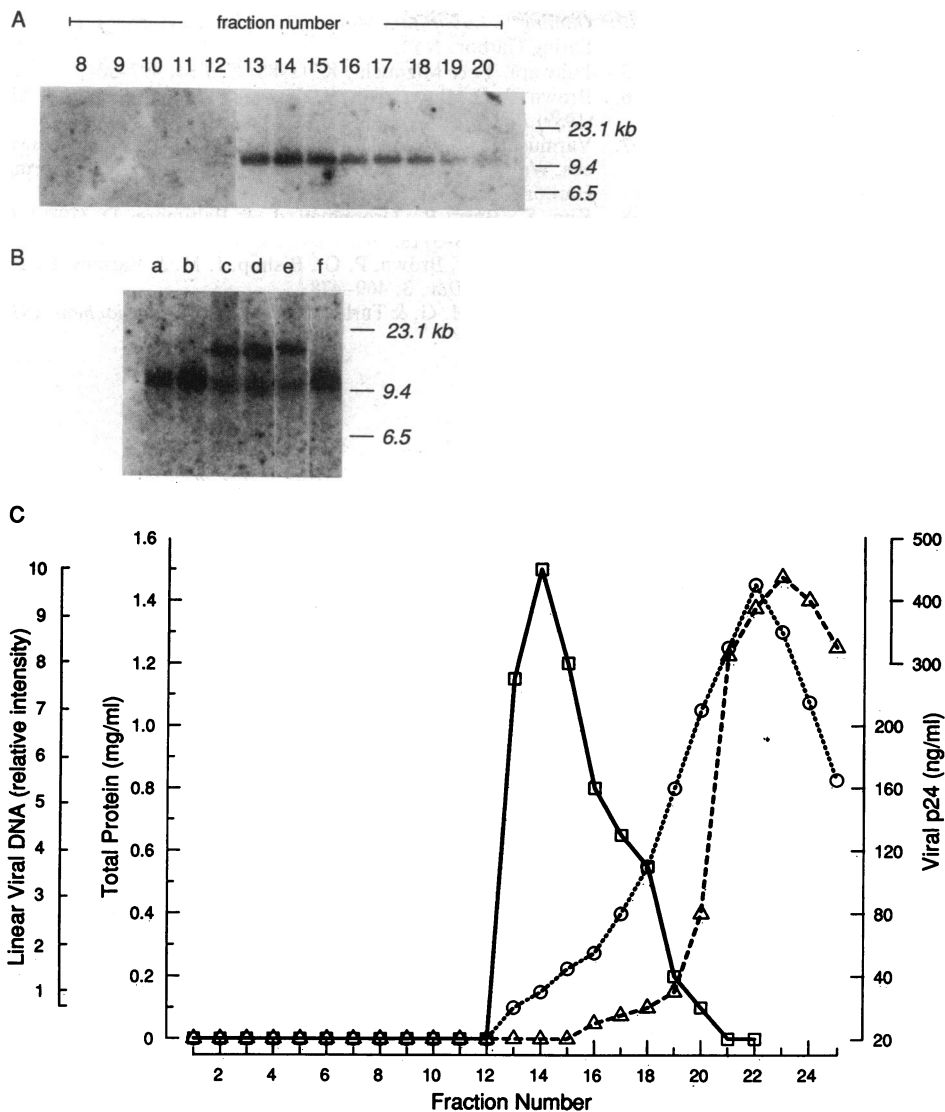 A
fraction number
8 9 10 11 12 13 14 15 16 17 18 19 20
23.1 kb
9.4
6.5
B
a b c d e f
23.1 kb
9.4
6.5
C
Linear Viral DNA (relative intensity)
10
9
8
7
6
5
4
3
2
1
Total Protein (mg/ml)
1.6
1.4
1.2
1.0
0.8
0.6
0.4
0.2
0
500
300
200
160
120
80
40
20
Viral p24 (ng/ml)
2 4 6 8 10 12 14 16 18 20 22 24
Fraction Number